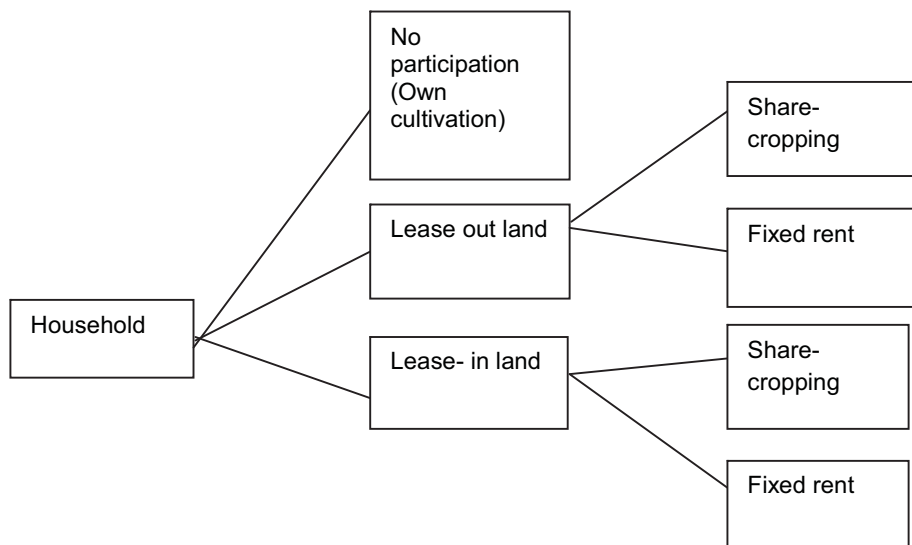 No
participation
(Own
cultivation)
Share-
cropping
Lease out land
Fixed rent
Household
Lease- in land
Share-
cropping
Fixed rent